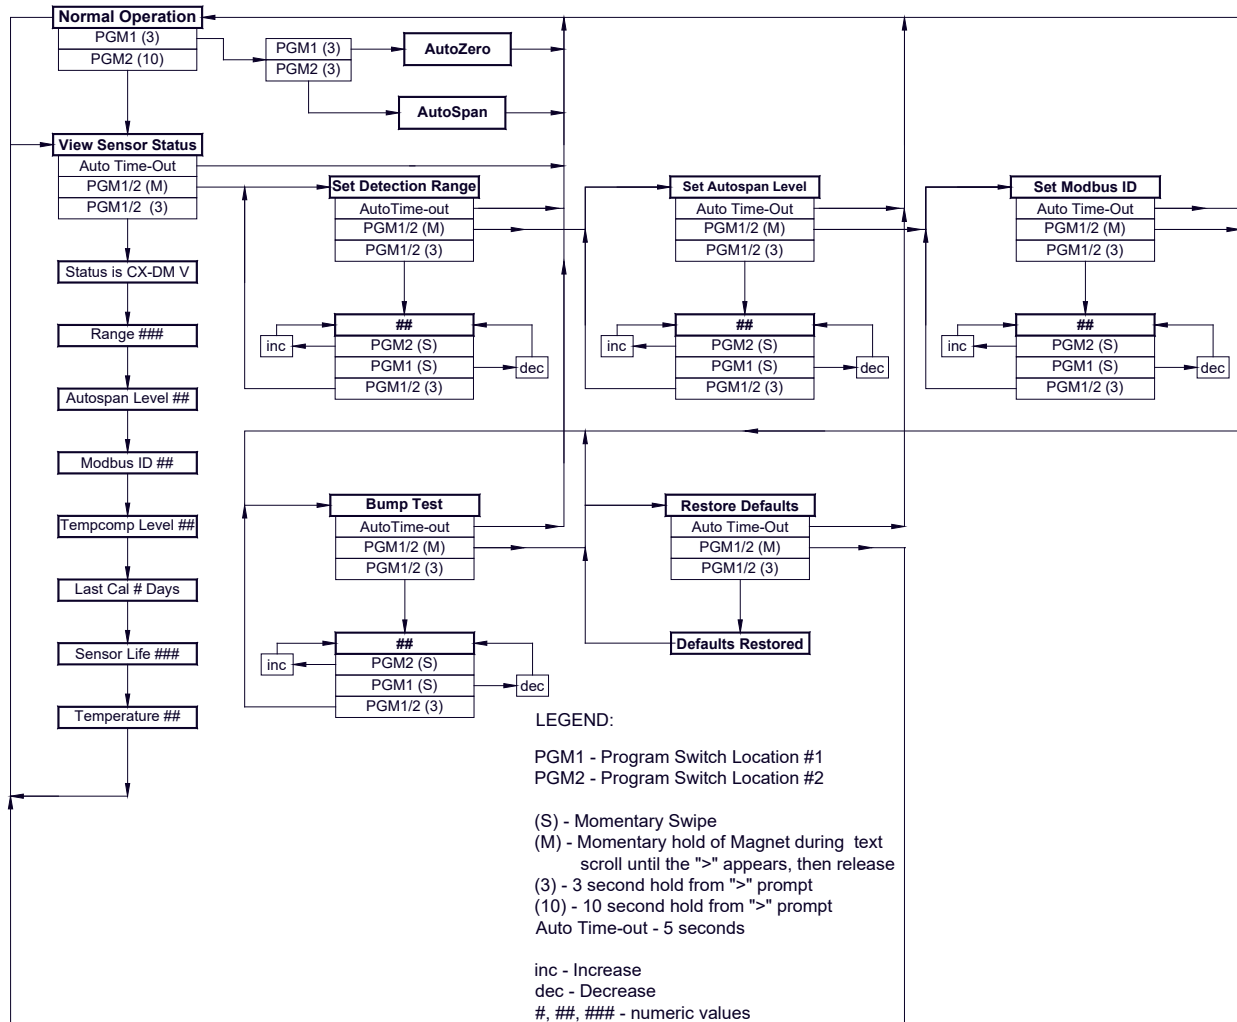 Normal Operation
PGM1 (3)
PGM2 (10)
PGM1 (3)
PGM2 (3)
AutoZero
AutoSpan
View Sensor Status
Auto Time-Out
PGM1/2 (M)
PGM1/2 (3)
Status is CX-DM V
Range ###
Autospan Level ##
Modbus ID ##
Tempcomp Level ##
Last Cal # Days
Sensor Life ###
Temperature ##
Set Detection Range
AutoTime-out
PGM1/2 (M)
PGM1/2 (3)
##
PGM2 (S)
PGM1 (S)
PGM1/2 (3)
inc
dec
Set Autospan Level
Auto Time-Out
PGM1/2 (M)
PGM1/2 (3)
##
PGM2 (S)
PGM1 (S)
PGM1/2 (3)
inc
dec
Set Modbus ID
Auto Time-Out
PGM1/2 (M)
PGM1/2 (3)
##
PGM2 (S)
PGM1 (S)
PGM1/2 (3)
inc
dec
Bump Test
AutoTime-out
PGM1/2 (M)
PGM1/2 (3)
##
PGM2 (S)
PGM1 (S)
PGM1/2 (3)
inc
dec
Restore Defaults
Auto Time-Out
PGM1/2 (M)
PGM1/2 (3)
Defaults Restored
LEGEND:
PGM1 - Program Switch Location #1
PGM2 - Program Switch Location #2
(S) - Momentary Swipe
(M) - Momentary hold of Magnet during text
scroll until the ">" appears, then release
(3) - 3 second hold from ">" prompt
(10) - 10 second hold from ">" prompt
Auto Time-out - 5 seconds
inc - Increase
dec - Decrease
#, ##, ### - numeric values